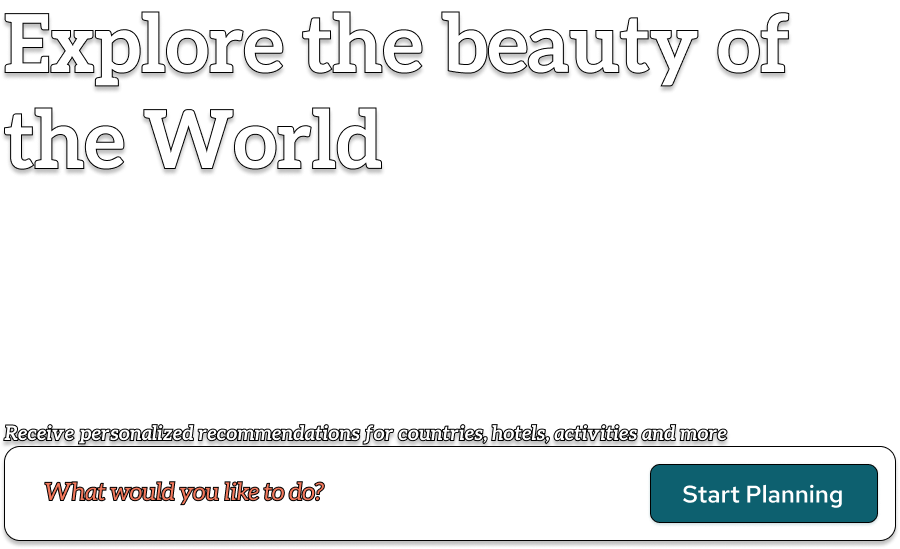 Explore the beauty of
the World
Receive personalized recommendations for countries, hotels, activities and more
What would you like to do?
Start Planning